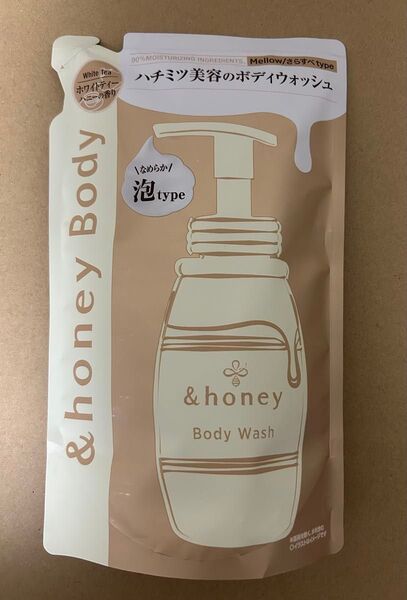 90% MOISTURIZING INGREDIENTS.
Mellow/さらすべtype
White Tea
ホワイトティー
ハニーの香り
ハチミツ美容のボディウォッシュ
なめらか
泡type
&honey Body
&honey
Body Wash